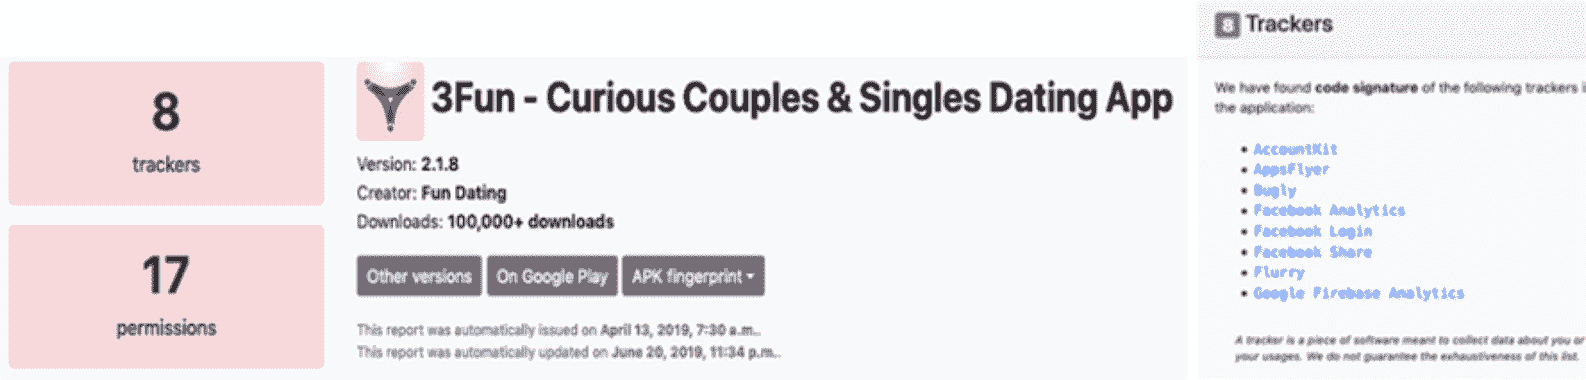 8
trackers
17
permissions
3Fun - Curious Couples & Singles Dating App
Version: 2.1.8
Creator: Fun Dating
Downloads: 100,000+ downloads
Other versions
On Google Play
APK fingerprint
This report was automatically issued on April 13, 2019, 7:30 a.m..
This report was automatically updated on June 20, 2019, 11:34 p.m..
8 Trackers
We have found code signature of the following trackers i
the application:
• AccountKit
• AppsFlyer
• Bugly
• Facebook Analytics
• Facebook Login
• Facebook Share
• Flurry
• Google Firebase Analytics
A tracker is a piece of software meant to collect data about you or
your usages. We do not guarantee the exhaustiveness of this list.